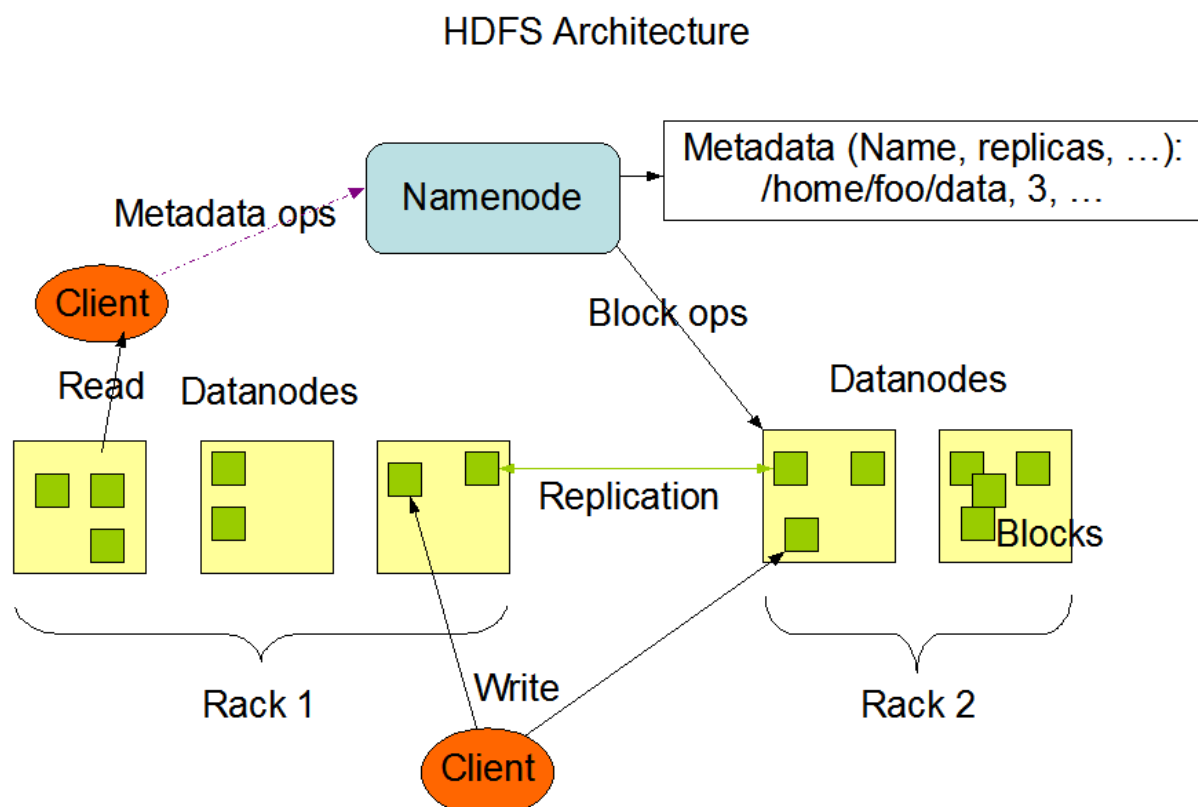 HDFS Architecture
Namenode
Metadata (Name, replicas, …):
/home/foo/data, 3, …
Metadata ops
Client
Block ops
Read
Datanodes
Datanodes
Replication
Blocks
Rack 1
Write
Rack 2
Client